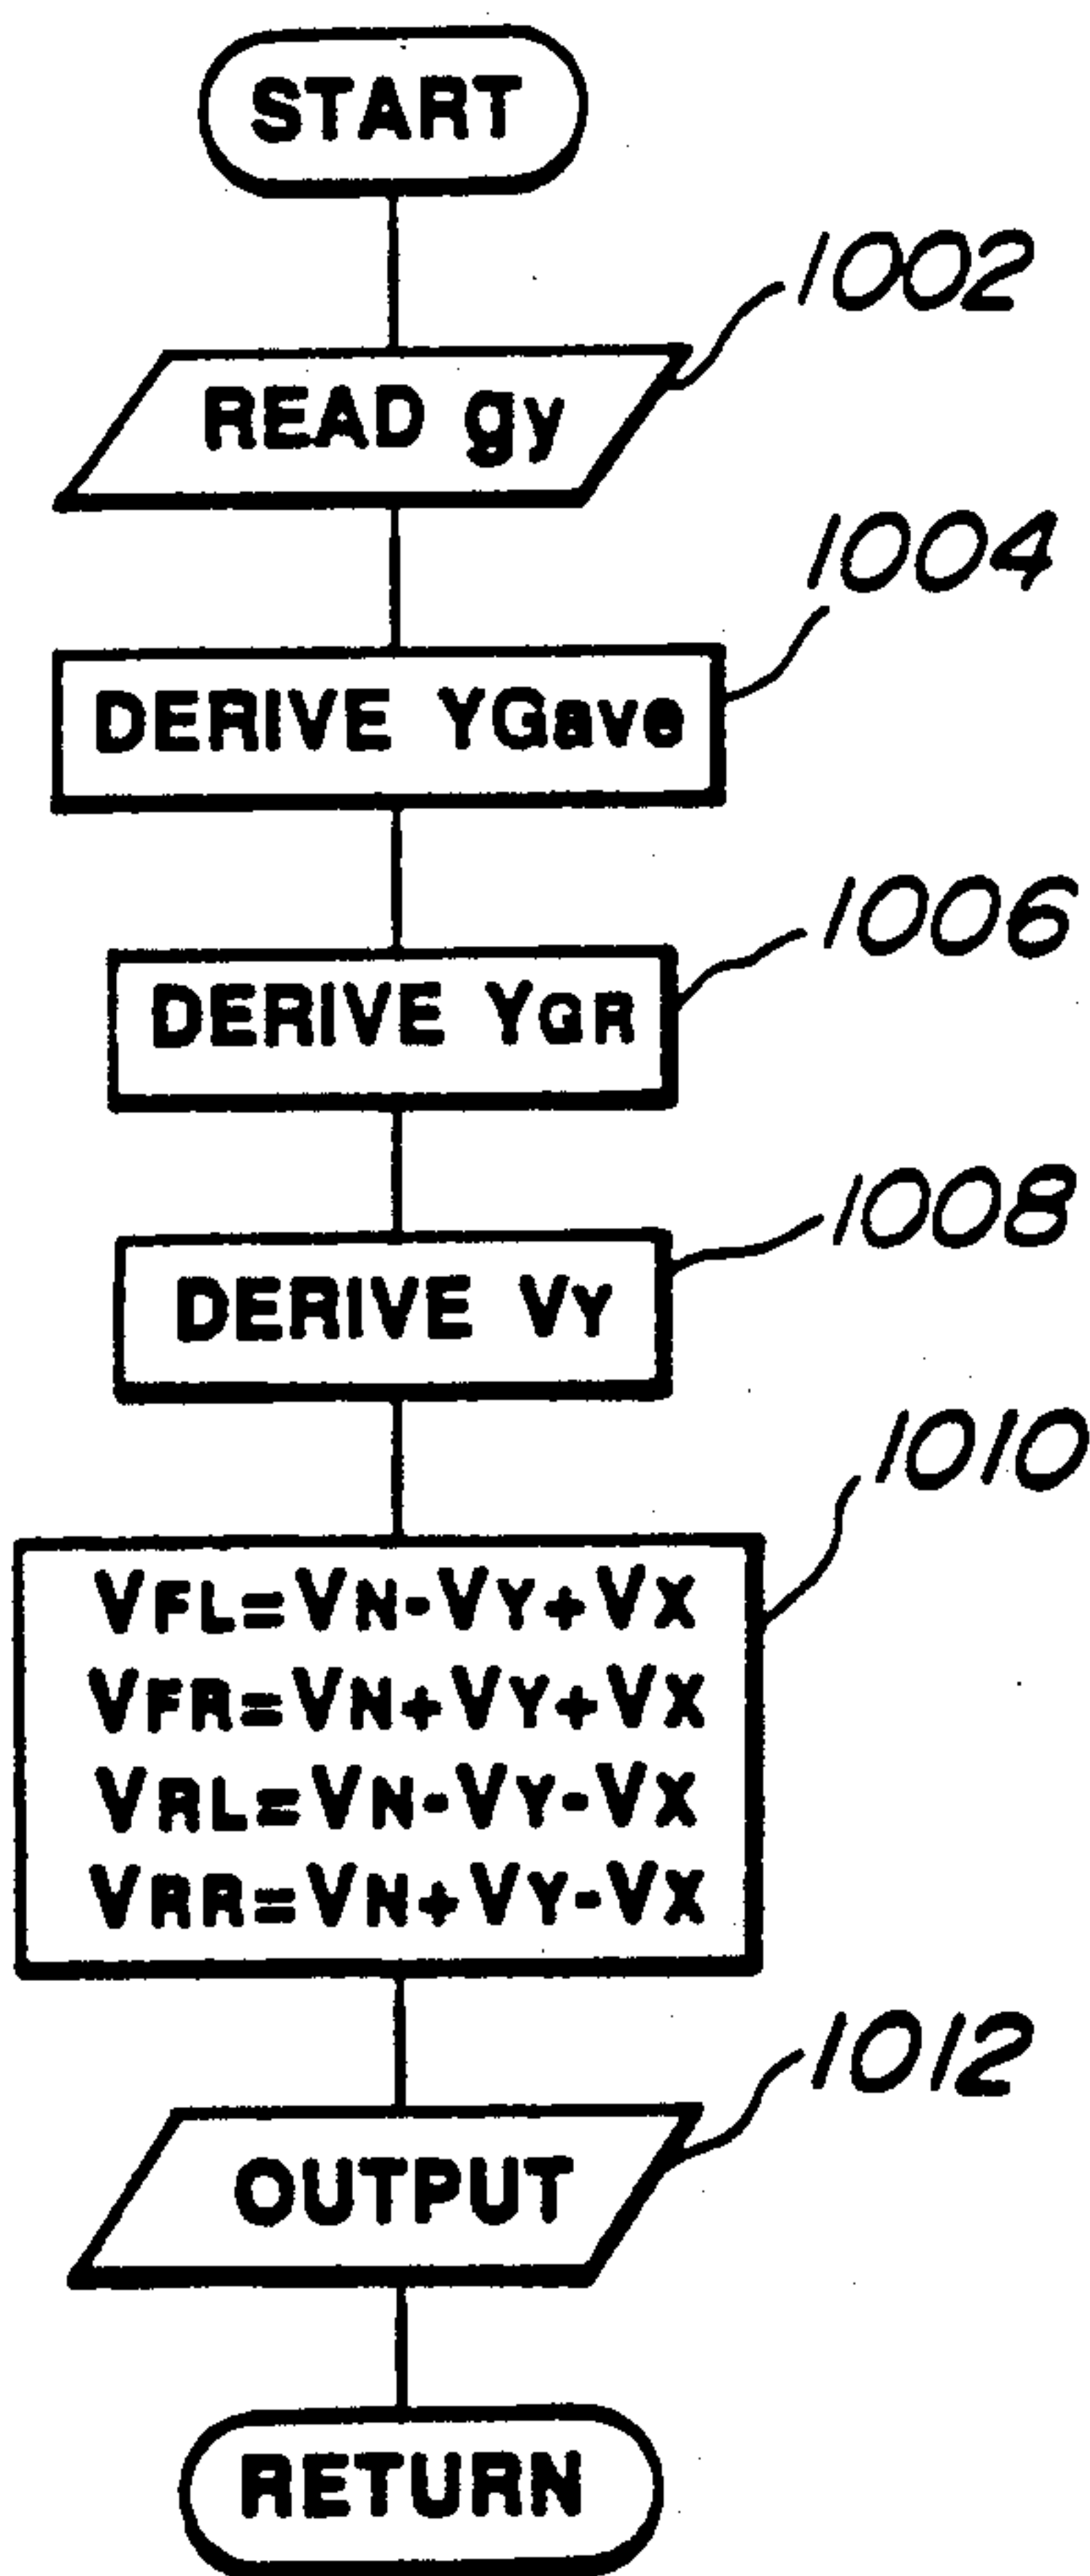 START
1002
READ gy
1004
DERIVE YGave
1006
DERIVE YGR
1008
DERIVE VY
1010
VFL=VN-VY+VX
VFR=VN+VY+VX
VRL=VN-VY-VX
VRR=VN+VY-VX
1012
OUTPUT
RETURN